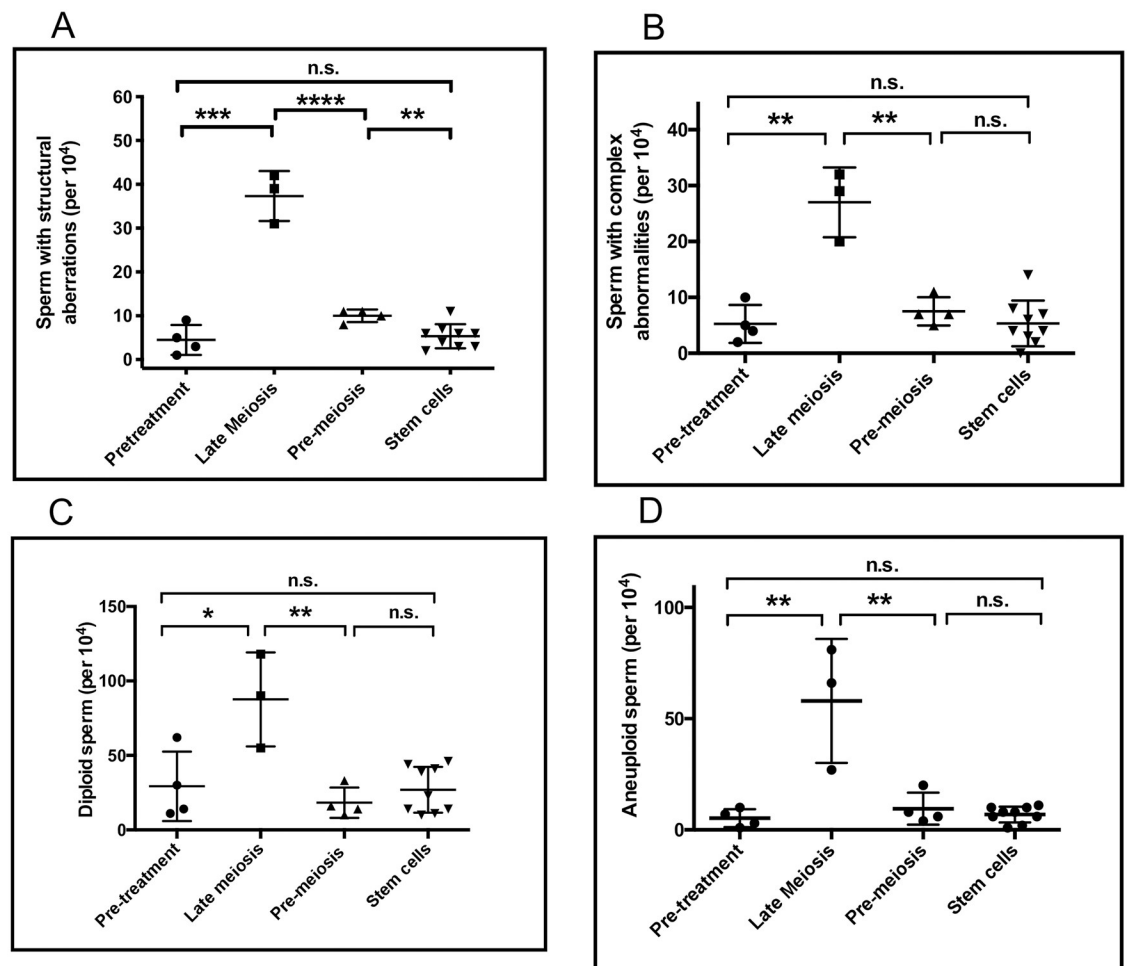 A
n.s.
*** **** **
60
50
40
30
20
10
0
Sperm with structural
aberrations (per 10⁴)
Pretreatment
Late Meiosis
Pre-meiosis
Stem cells
B
n.s.
** ** n.s.
40
30
20
10
0
Sperm with complex
abnormalities (per 10⁴)
Pre-treatment
Late meiosis
Pre-meiosis
Stem cells
C
n.s.
* ** n.s.
150
100
50
0
Diploid sperm (per 10⁴)
Pre-treatment
Late meiosis
Pre-meiosis
Stem cells
D
n.s.
** ** n.s.
100
50
0
Aneuploid sperm (per 10⁴)
Pre-treatment
Late Meiosis
Pre-meiosis
Stem cells